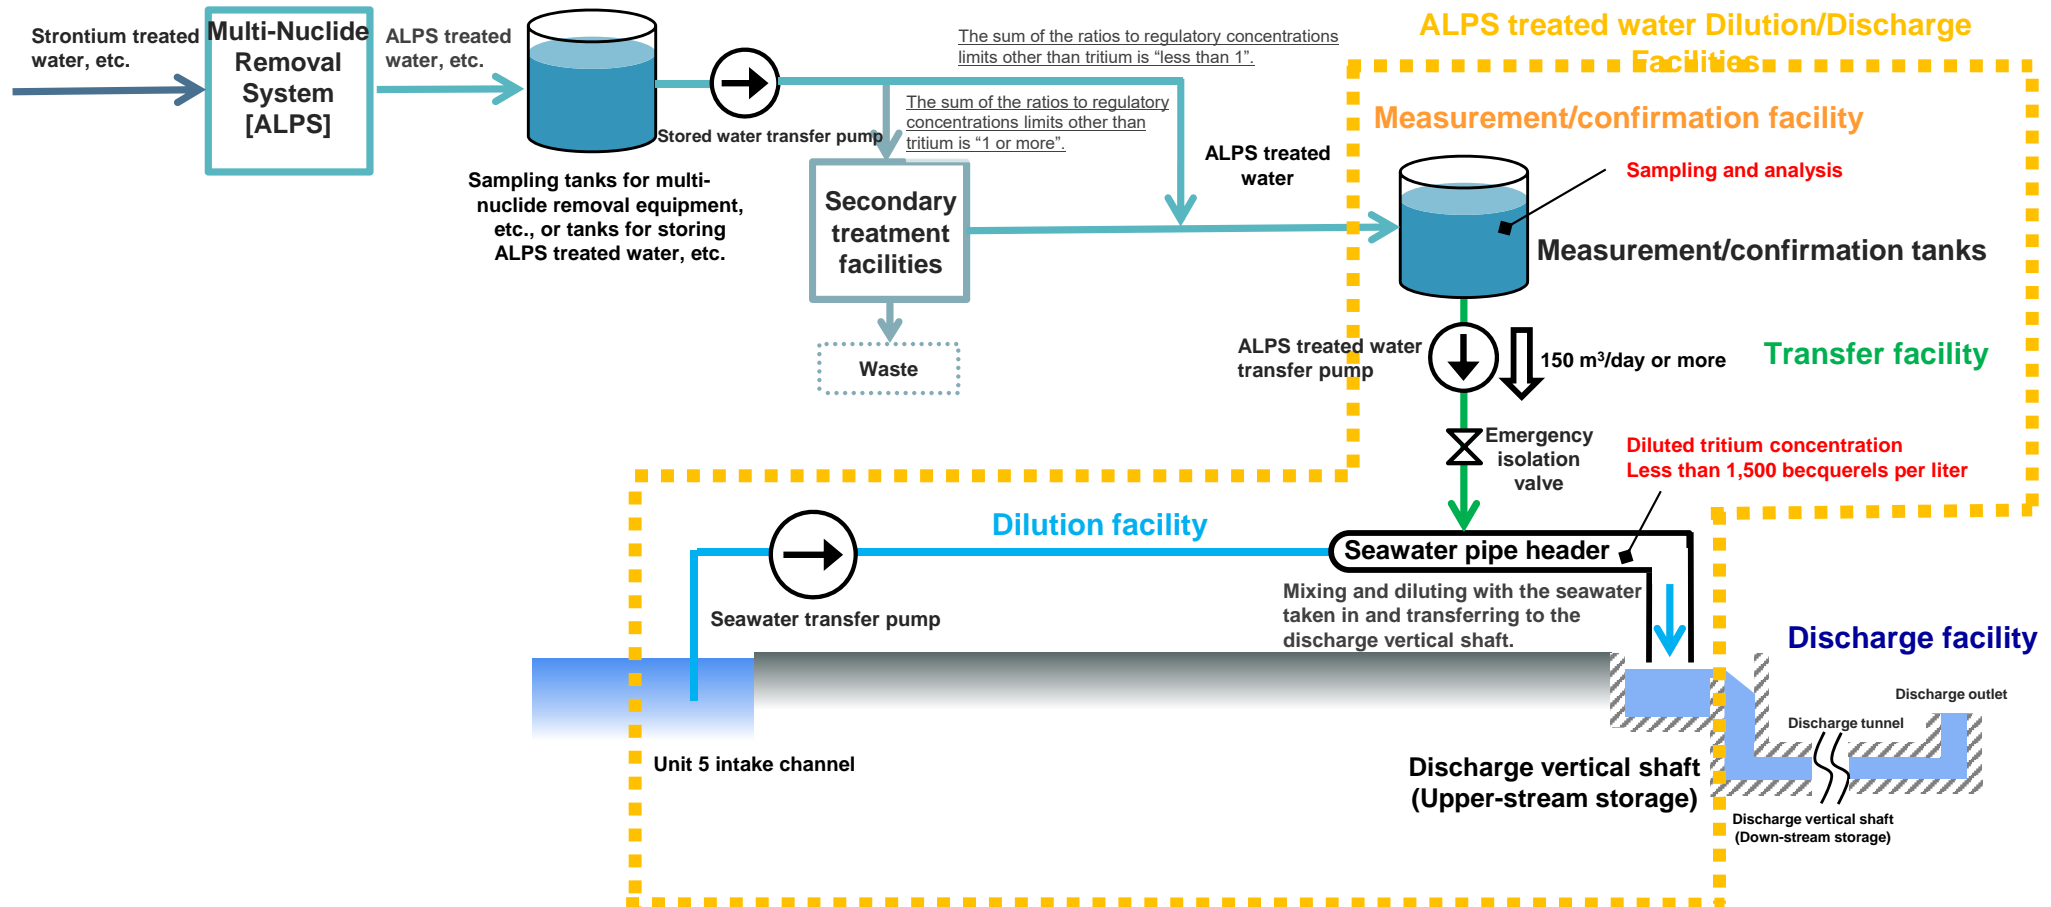 Strontium treated
water, etc.
Multi-Nuclide
Removal
System
[ALPS]
ALPS treated
water, etc.
Stored water transfer pump
Sampling tanks for multi-
nuclide removal equipment,
etc., or tanks for storing
ALPS treated water, etc.
The sum of the ratios to regulatory concentrations
limits other than tritium is “less than 1”.
The sum of the ratios to regulatory
concentrations limits other than
tritium is “1 or more”.
Secondary
treatment
facilities
Waste
ALPS treated
water
ALPS treated water Dilution/Discharge
Facilities
Measurement/confirmation facility
Sampling and analysis
Measurement/confirmation tanks
ALPS treated water
transfer pump
150 m³/day or more
Transfer facility
Emergency
isolation
valve
Diluted tritium concentration
Less than 1,500 becquerels per liter
Dilution facility
Seawater pipe header
Seawater transfer pump
Mixing and diluting with the seawater
taken in and transferring to the
discharge vertical shaft.
Discharge facility
Discharge outlet
Discharge tunnel
Unit 5 intake channel
Discharge vertical shaft
(Upper-stream storage)
Discharge vertical shaft
(Down-stream storage)